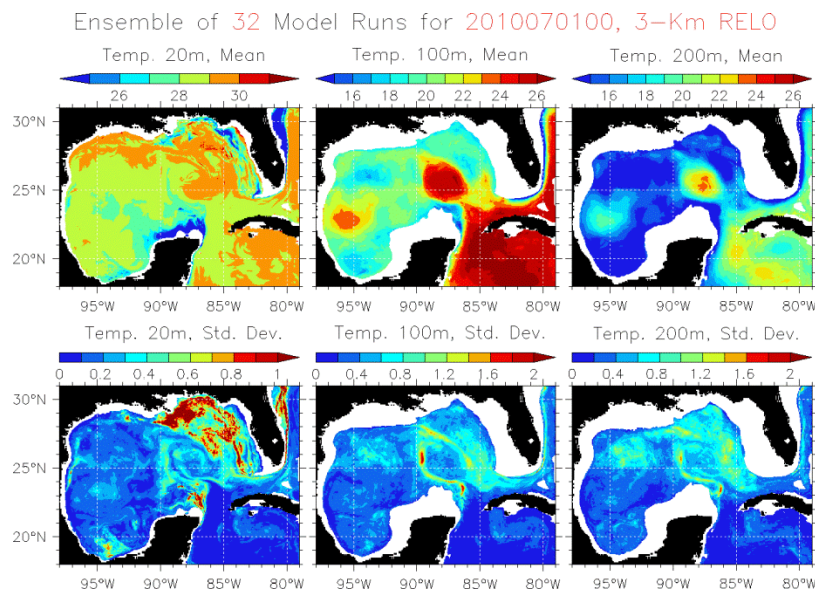 Ensemble of 32 Model Runs for 2010070100, 3-Km RELO
Temp. 20m, Mean
Temp. 100m, Mean
Temp. 200m, Mean
26 28 30
16 18 20 22 24 26
16 18 20 22 24 26
30°N
25°N
20°N
95°W 90°W 85°W 80°W
95°W 90°W 85°W 80°W
95°W 90°W 85°W 80°W
Temp. 20m, Std. Dev.
Temp. 100m, Std. Dev.
Temp. 200m, Std. Dev.
0 0.2 0.4 0.6 0.8 1
0 0.4 0.8 1.2 1.6 2
0 0.4 0.8 1.2 1.6 2
30°N
25°N
20°N
95°W 90°W 85°W 80°W
95°W 90°W 85°W 80°W
95°W 90°W 85°W 80°W